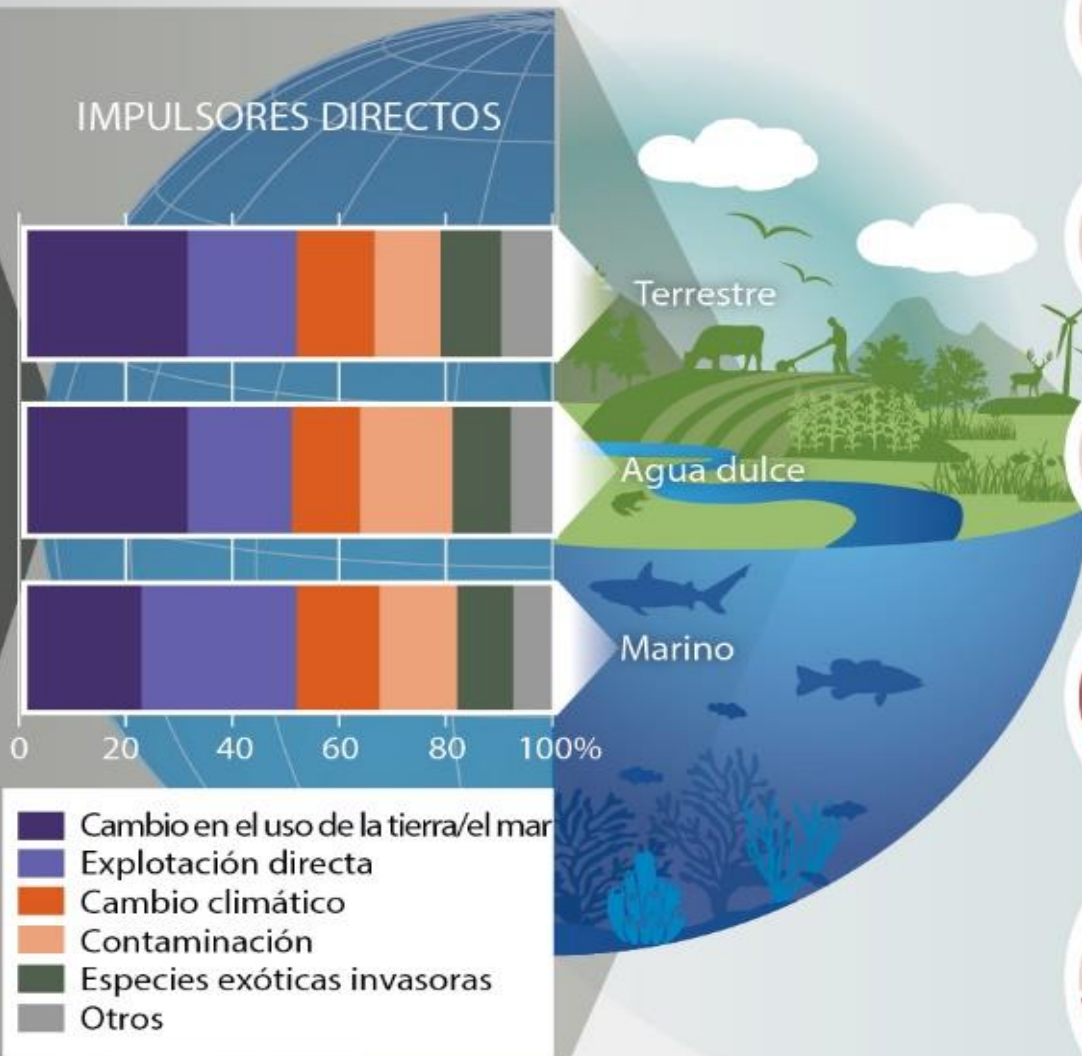 IMPULSORES DIRECTOS
Terrestre
Agua dulce
Marino
0 20 40 60 80 100%
Cambio en el uso de la tierra/el mar
Explotación directa
Cambio climático
Contaminación
Especies exóticas invasoras
Otros